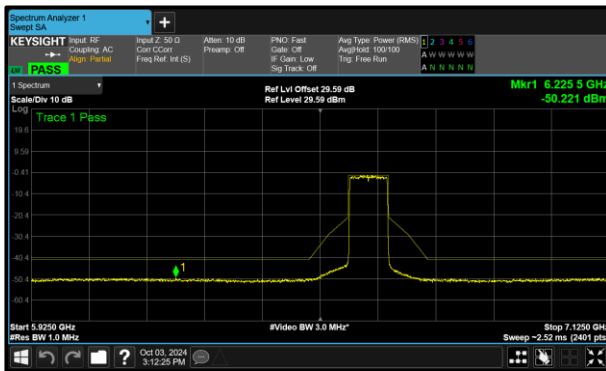 Spectrum Analyzer 1
Swept SA
KEYSIGHT
Input: RF
Coupling: AC
Align: Partial
Input Z: 50 Ω
Corr CCorr
Freq Ref: Int (S)
Atten: 10 dB
Preamp: Off
PNO: Fast
Gate: Off
IF Gain: Low
Sig Track: Off
Avg Type: Power (RMS)
Avg|Hold: 100/100
Trig: Free Run
1 2 3 4 5 6
A W W W W W
A N N N N N
PASS
1 Spectrum
Scale/Div 10 dB
Ref Lvl Offset 29.59 dB
Ref Level 29.59 dBm
Mkr1 6.225 5 GHz
-50.221 dBm
Log
Trace 1 Pass
19.6
9.59
-0.41
-10.4
-20.4
-30.4
-40.4
-50.4
-60.4
1
Start 5.9250 GHz
#Res BW 1.0 MHz
#Video BW 3.0 MHz*
Stop 7.1250 GHz
Sweep ~2.52 ms (2401 pts)
?
Oct 03, 2024
3:12:25 PM